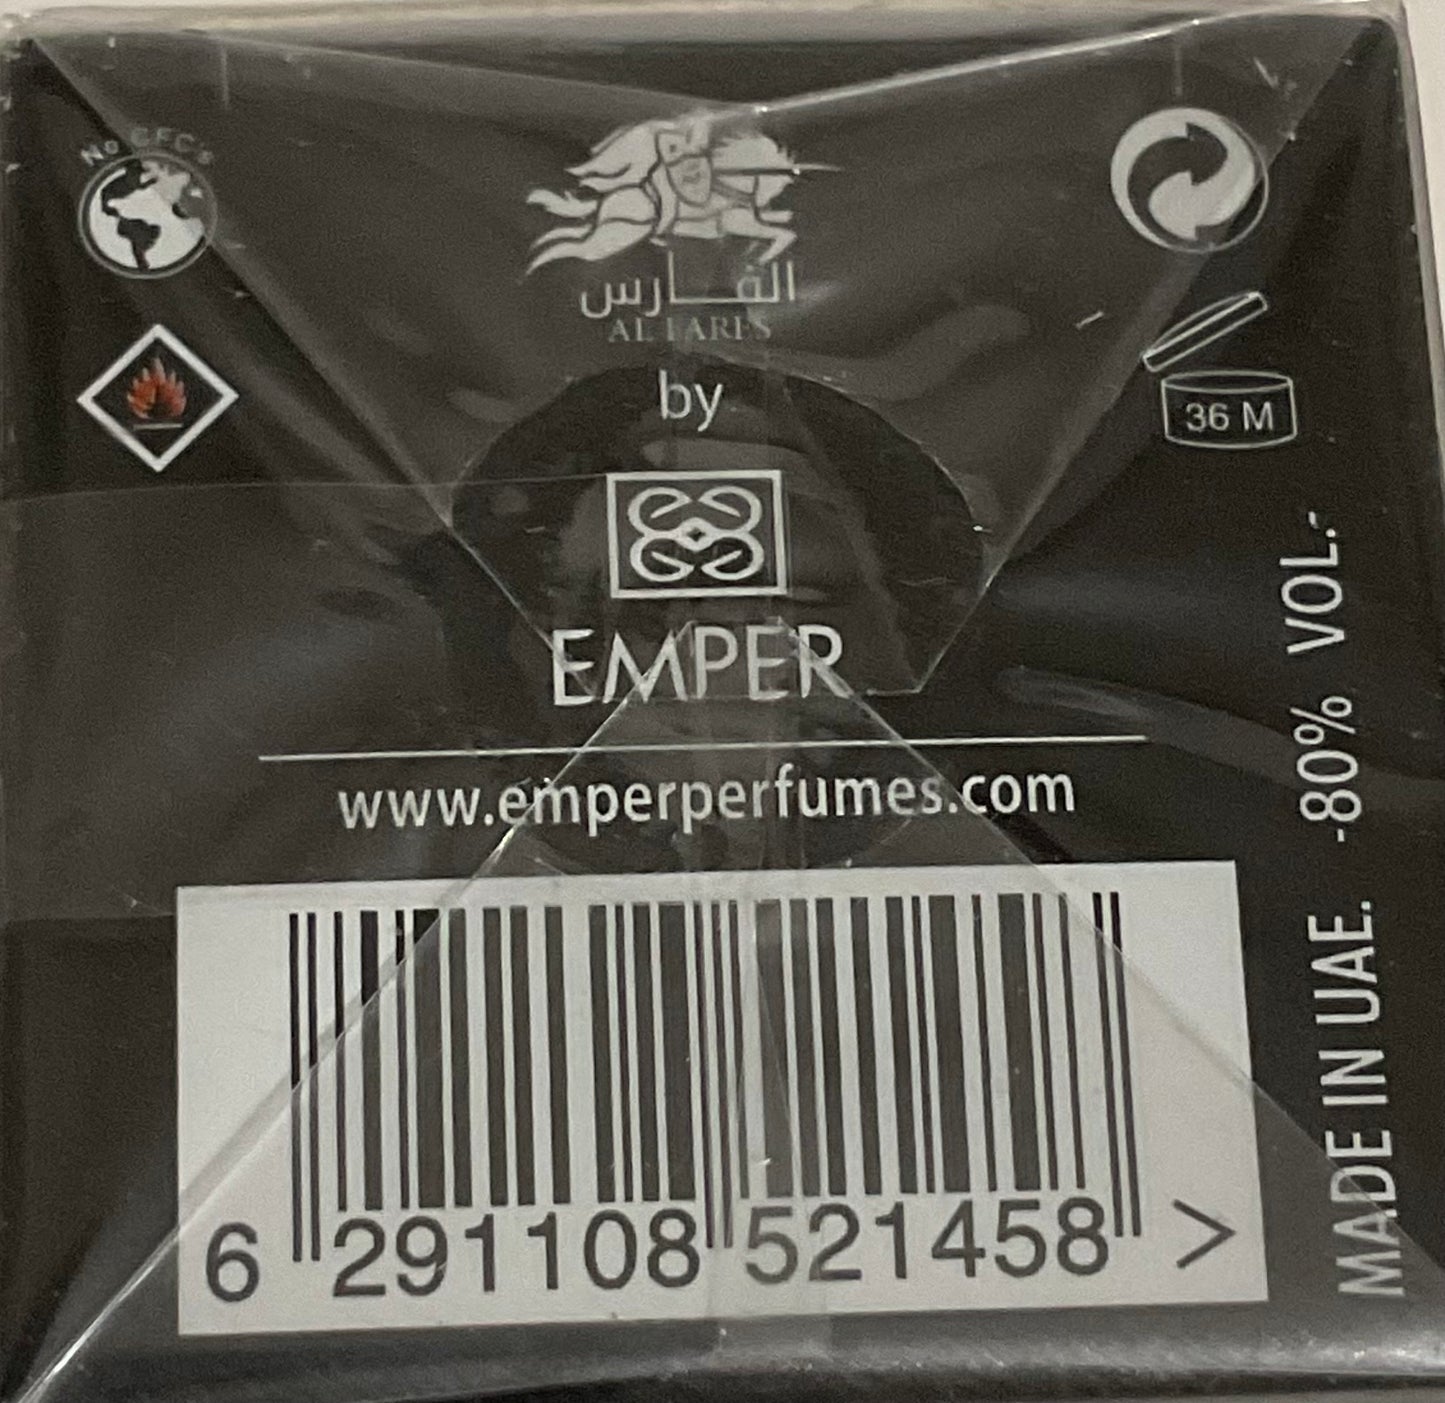 No CFC's
الفارس
AL FARES
by
36 M
EMPER
www.emperperfumes.com
MADE IN UAE. -80% VOL.-
6 291108 521458 >